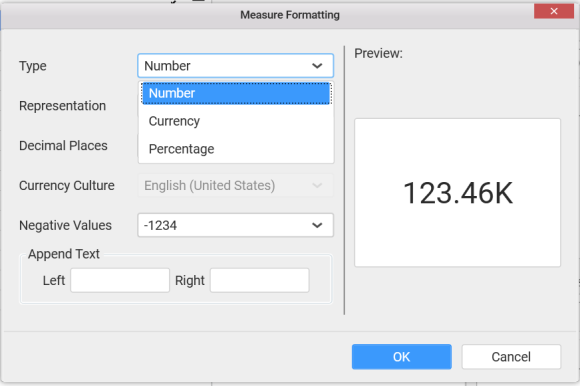 Measure Formatting
Type
Number
Preview:
Number
Representation
Currency
Decimal Places
Percentage
Currency Culture
English (United States)
123.46K
Negative Values
-1234
Append Text
Left
Right
OK
Cancel